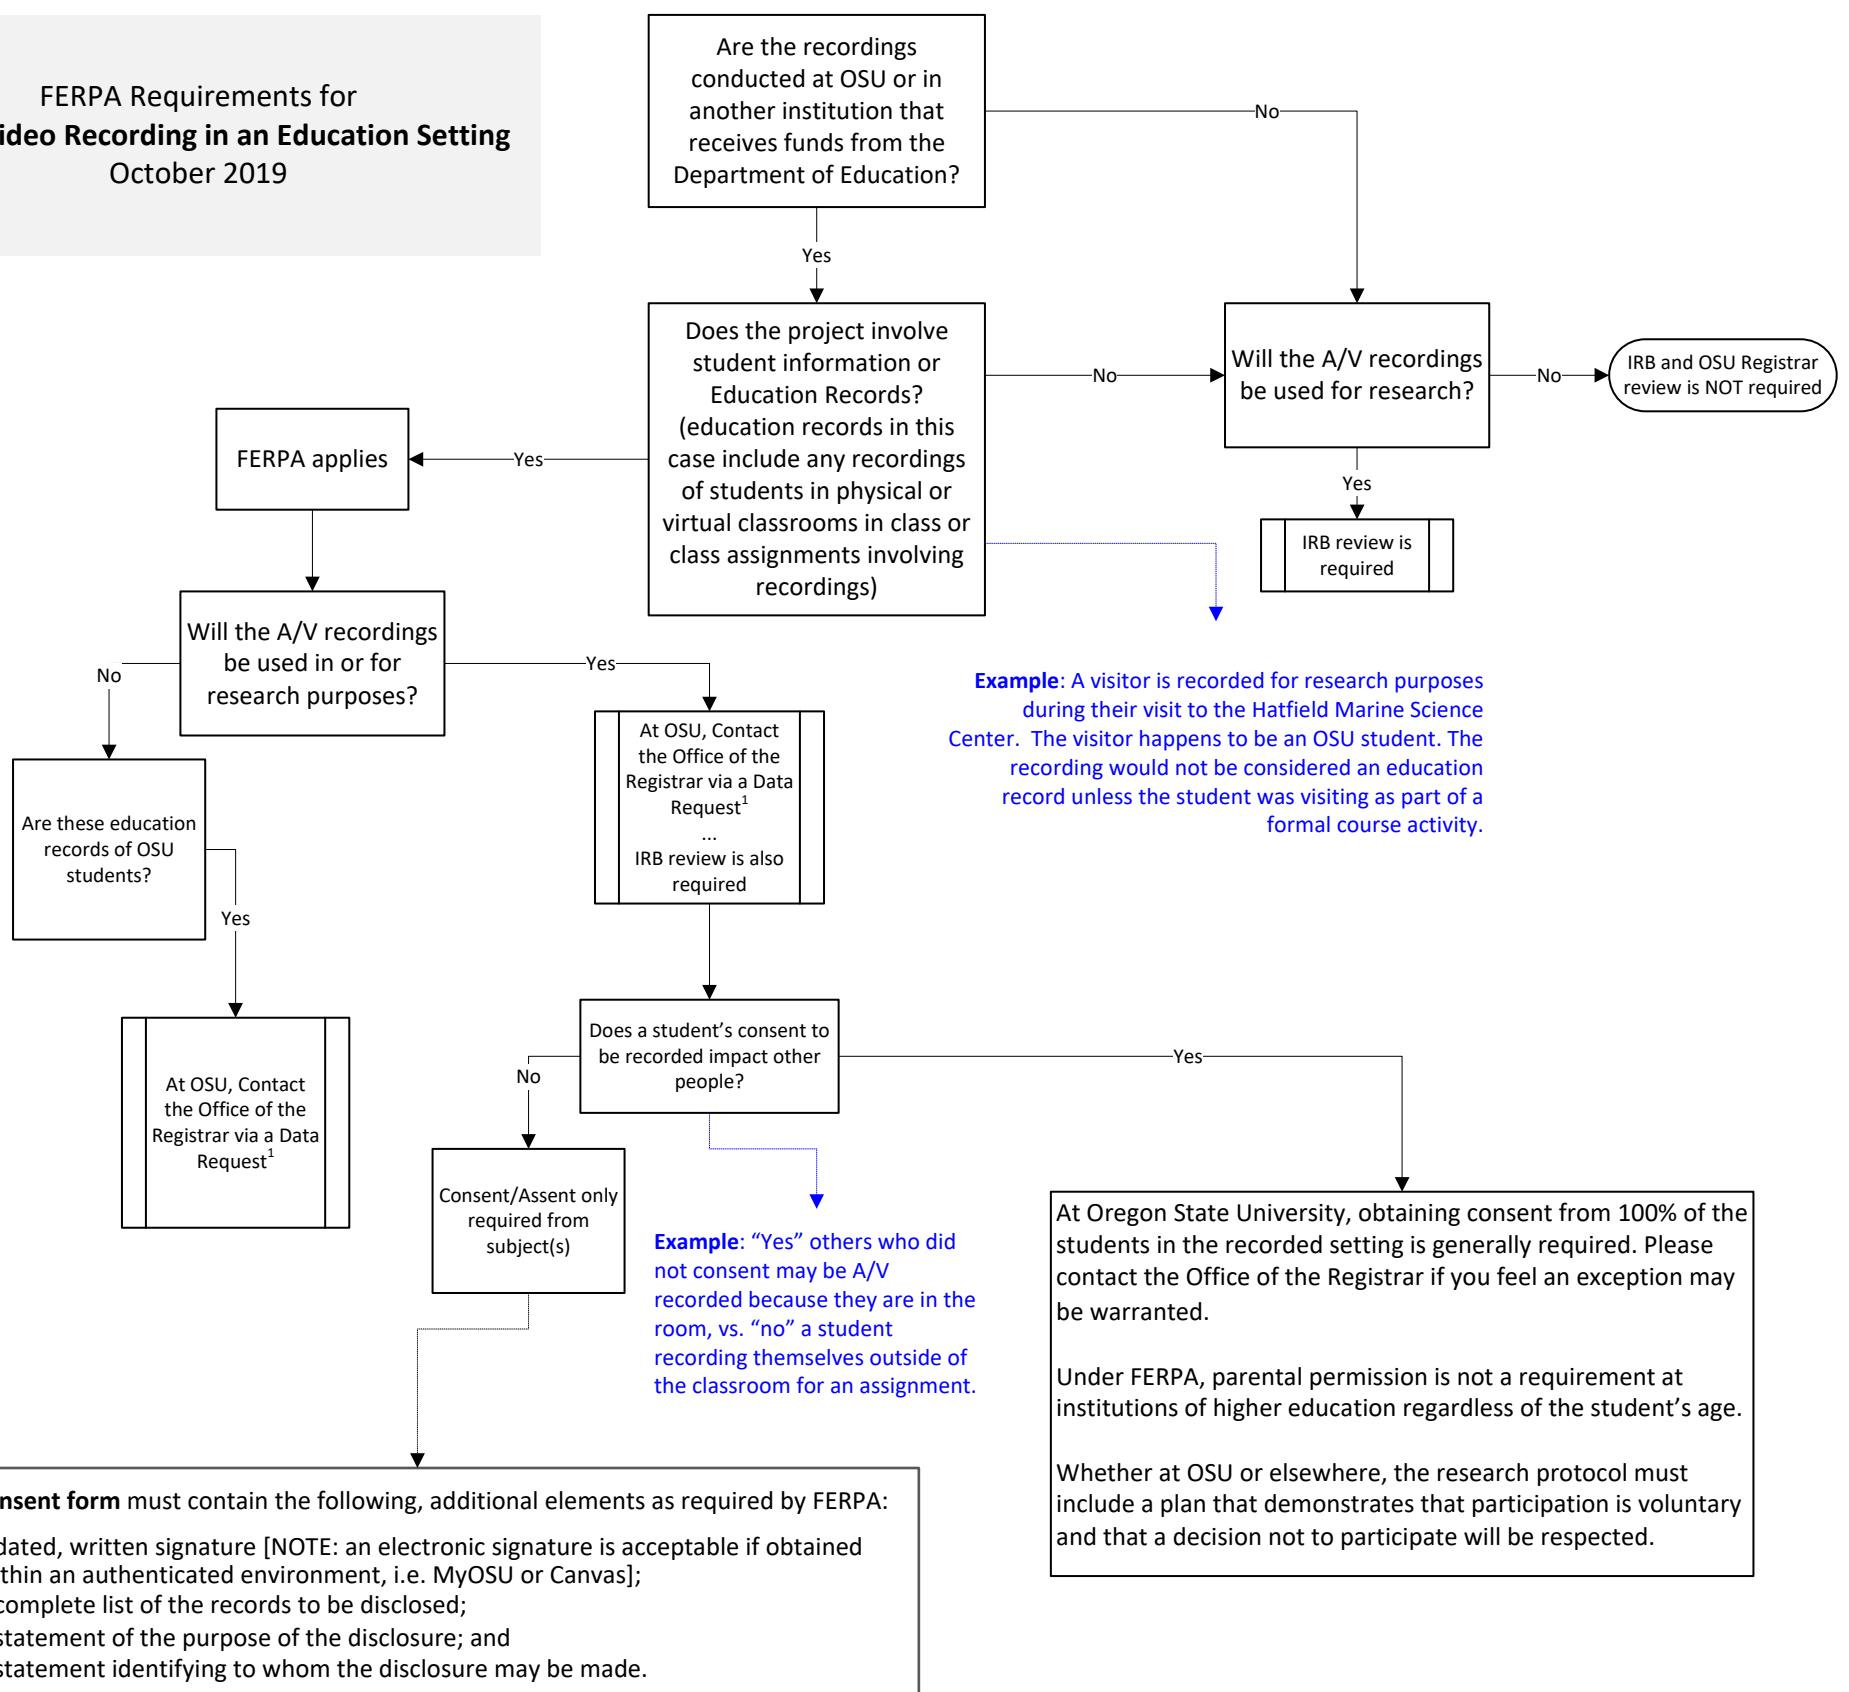 FERPA Requirements for
ideo Recording in an Education Setting
October 2019
Are the recordings
conducted at OSU or in
another institution that
receives funds from the
Department of Education?
No
Yes
Does the project involve
student information or
Education Records?
(education records in this
case include any recordings
of students in physical or
virtual classrooms in class or
class assignments involving
recordings)
No
Will the A/V recordings
be used for research?
No
IRB and OSU Registrar
review is NOT required
Yes
IRB review is
required
Yes
FERPA applies
Will the A/V recordings
be used in or for
research purposes?
No
Yes
Example: A visitor is recorded for research purposes
during their visit to the Hatfield Marine Science
Center.  The visitor happens to be an OSU student. The
recording would not be considered an education
record unless the student was visiting as part of a
formal course activity.
At OSU, Contact
the Office of the
Registrar via a Data
Request1
...
IRB review is also
required
Are these education
records of OSU
students?
Yes
At OSU, Contact
the Office of the
Registrar via a Data
Request1
Does a student’s consent to
be recorded impact other
people?
No
Yes
Consent/Assent only
required from
subject(s)
Example: “Yes” others who did
not consent may be A/V
recorded because they are in the
room, vs. “no” a student
recording themselves outside of
the classroom for an assignment.
At Oregon State University, obtaining consent from 100% of the
students in the recorded setting is generally required. Please
contact the Office of the Registrar if you feel an exception may
be warranted.
Under FERPA, parental permission is not a requirement at
institutions of higher education regardless of the student’s age.
Whether at OSU or elsewhere, the research protocol must
include a plan that demonstrates that participation is voluntary
and that a decision not to participate will be respected.
nsent form must contain the following, additional elements as required by FERPA:
dated, written signature [NOTE: an electronic signature is acceptable if obtained
thin an authenticated environment, i.e. MyOSU or Canvas];
complete list of the records to be disclosed;
statement of the purpose of the disclosure; and
statement identifying to whom the disclosure may be made.